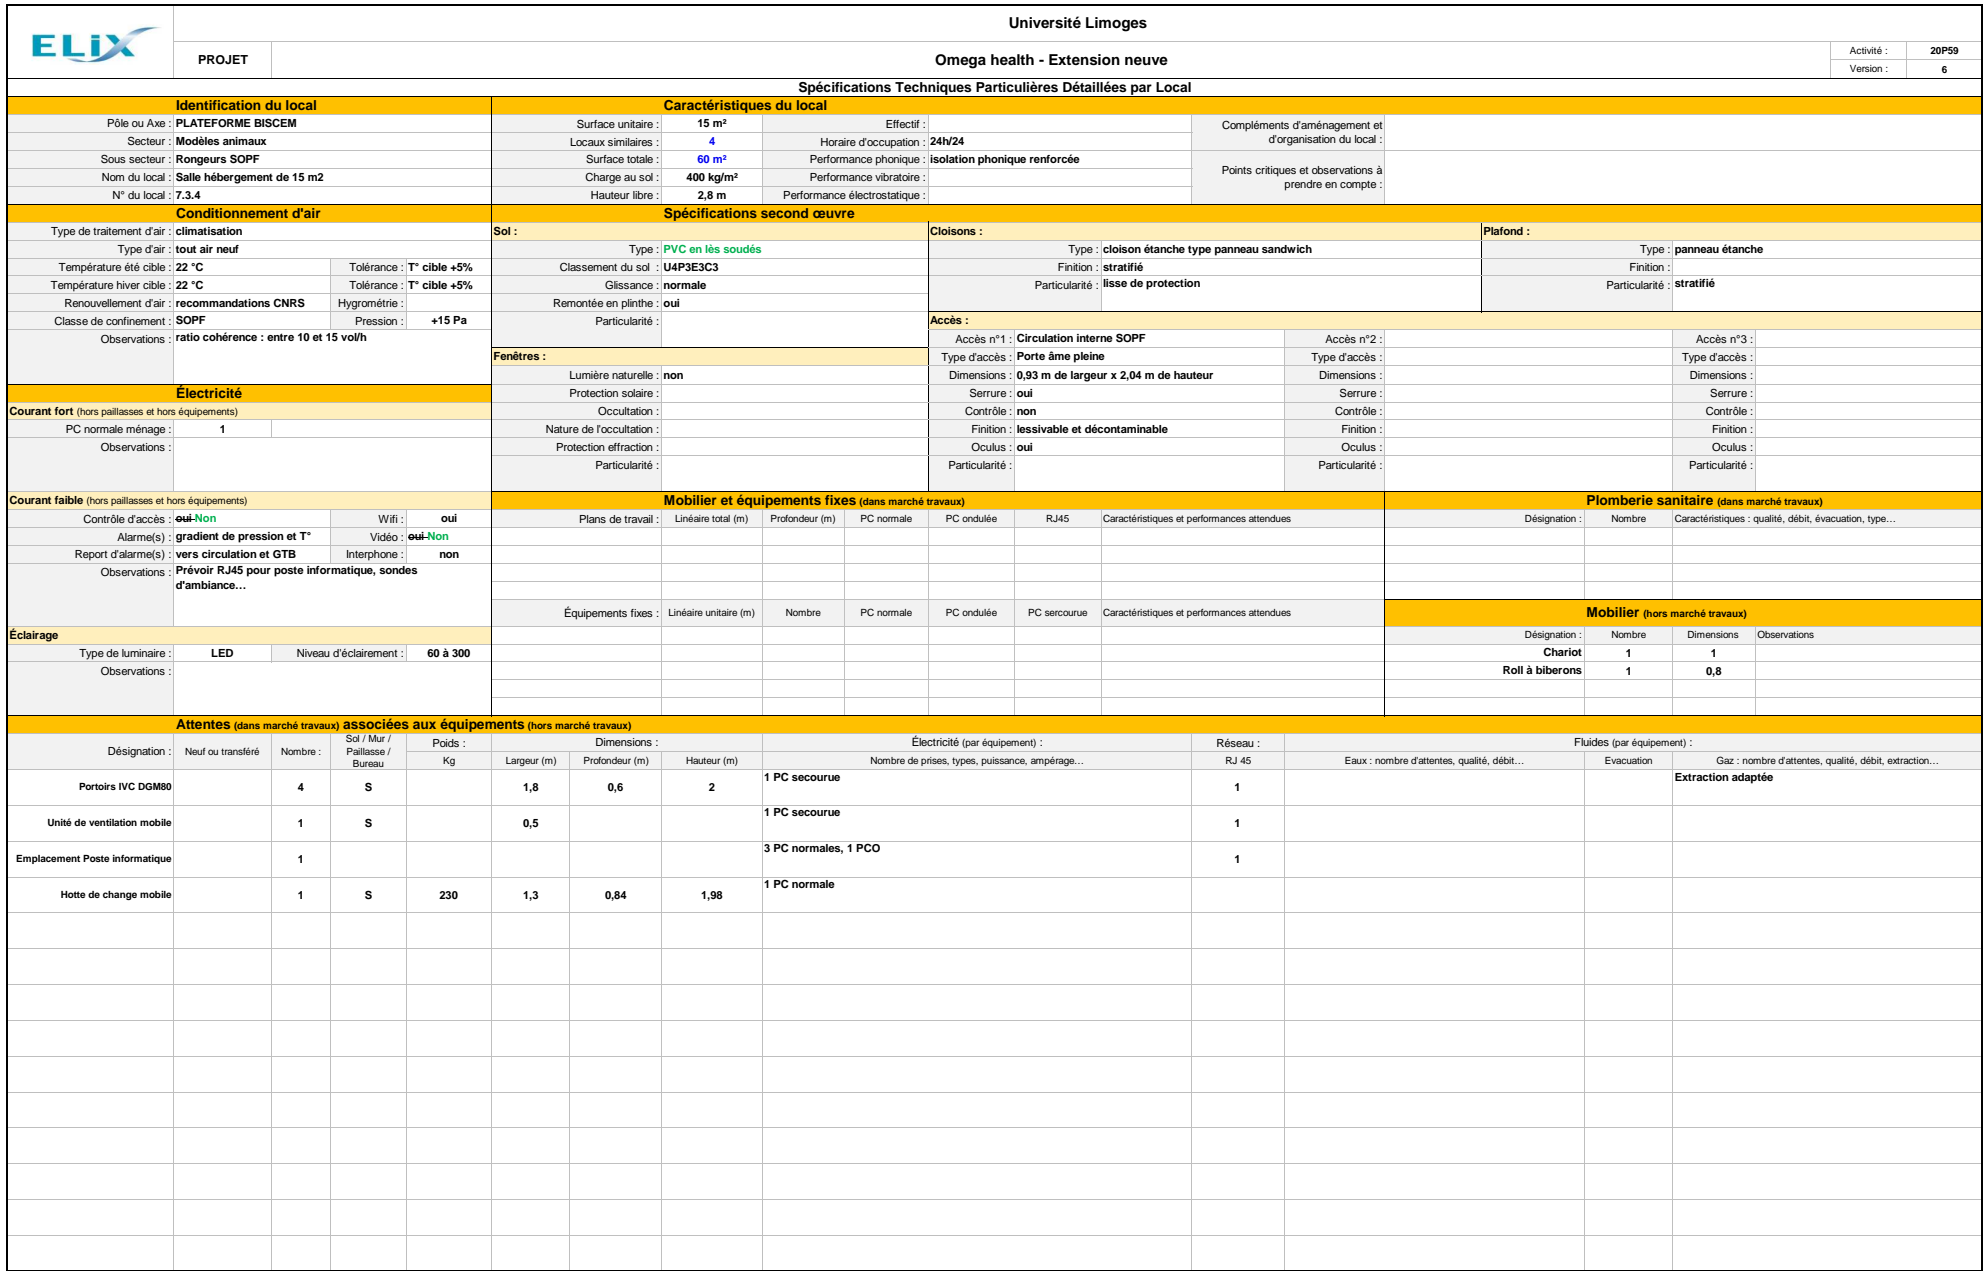 ELiX
Université Limoges
PROJET
Omega health - Extension neuve
Activité : 20P59
Version : 6
Spécifications Techniques Particulières Détaillées par Local
Identification du local
Pôle ou Axe : PLATEFORME BISCEM
Secteur : Modèles animaux
Sous secteur : Rongeurs SOPF
Nom du local : Salle hébergement de 15 m2
N° du local : 7.3.4
Caractéristiques du local
Surface unitaire : 15 m² Effectif :
Locaux similaires : 4 Horaire d'occupation : 24h/24
Surface totale : 60 m² Performance phonique : isolation phonique renforcée
Charge au sol : 400 kg/m² Performance vibratoire :
Hauteur libre : 2,8 m Performance électrostatique :
Compléments d'aménagement et
d'organisation du local :
Points critiques et observations à
prendre en compte :
Conditionnement d'air
Type de traitement d'air : climatisation
Type d'air : tout air neuf
Température été cible : 22 °C Tolérance : T° cible +5%
Température hiver cible : 22 °C Tolérance : T° cible +5%
Renouvellement d'air : recommandations CNRS Hygrométrie :
Classe de confinement : SOPF Pression : +15 Pa
Observations : ratio cohérence : entre 10 et 15 vol/h
Spécifications second œuvre
Sol :
Type : PVC en lès soudés
Classement du sol : U4P3E3C3
Glissance : normale
Remontée en plinthe : oui
Particularité :
Cloisons :
Type : cloison étanche type panneau sandwich
Finition : stratifié
Particularité : lisse de protection
Plafond :
Type : panneau étanche
Finition :
Particularité : stratifié
Fenêtres :
Lumière naturelle : non
Protection solaire :
Occultation :
Nature de l'occultation :
Protection effraction :
Particularité :
Accès :
Accès n°1 : Circulation interne SOPF Accès n°2 : Accès n°3 :
Type d'accès : Porte âme pleine Type d'accès : Type d'accès :
Dimensions : 0,93 m de largeur x 2,04 m de hauteur Dimensions : Dimensions :
Serrure : oui Serrure : Serrure :
Contrôle : non Contrôle : Contrôle :
Finition : lessivable et décontaminable Finition : Finition :
Oculus : oui Oculus : Oculus :
Particularité : Particularité : Particularité :
Électricité
Courant fort (hors paillasses et hors équipements)
PC normale ménage : 1
Observations :
Courant faible (hors paillasses et hors équipements)
Contrôle d'accès : oui Non Wifi : oui
Alarme(s) : gradient de pression et T° Vidéo : oui Non
Report d'alarme(s) : vers circulation et GTB Interphone : non
Observations : Prévoir RJ45 pour poste informatique, sondes
d'ambiance…
Éclairage
Type de luminaire : LED Niveau d'éclairement : 60 à 300
Observations :
Mobilier et équipements fixes (dans marché travaux)
Plans de travail : Linéaire total (m) Profondeur (m) PC normale PC ondulée RJ45 Caractéristiques et performances attendues
Équipements fixes : Linéaire unitaire (m) Nombre PC normale PC ondulée PC sercourue Caractéristiques et performances attendues
Plomberie sanitaire (dans marché travaux)
Désignation : Nombre Caractéristiques : qualité, débit, évacuation, type…
Mobilier (hors marché travaux)
Désignation : Nombre Dimensions Observations
Chariot 1 1
Roll à biberons 1 0,8
Attentes (dans marché travaux) associées aux équipements (hors marché travaux)
Désignation : Neuf ou transféré Nombre : Sol / Mur / Paillasse / Bureau Poids : Dimensions : Électricité (par équipement) : Réseau : Fluides (par équipement) :
Kg Largeur (m) Profondeur (m) Hauteur (m) Nombre de prises, types, puissance, ampérage… RJ 45 Eaux : nombre d'attentes, qualité, débit… Evacuation Gaz : nombre d'attentes, qualité, débit, extraction…
Portoirs IVC DGM80 4 S 1,8 0,6 2 1 PC secourue 1 Extraction adaptée
Unité de ventilation mobile 1 S 0,5 1 PC secourue 1
Emplacement Poste informatique 1 3 PC normales, 1 PCO 1
Hotte de change mobile 1 S 230 1,3 0,84 1,98 1 PC normale